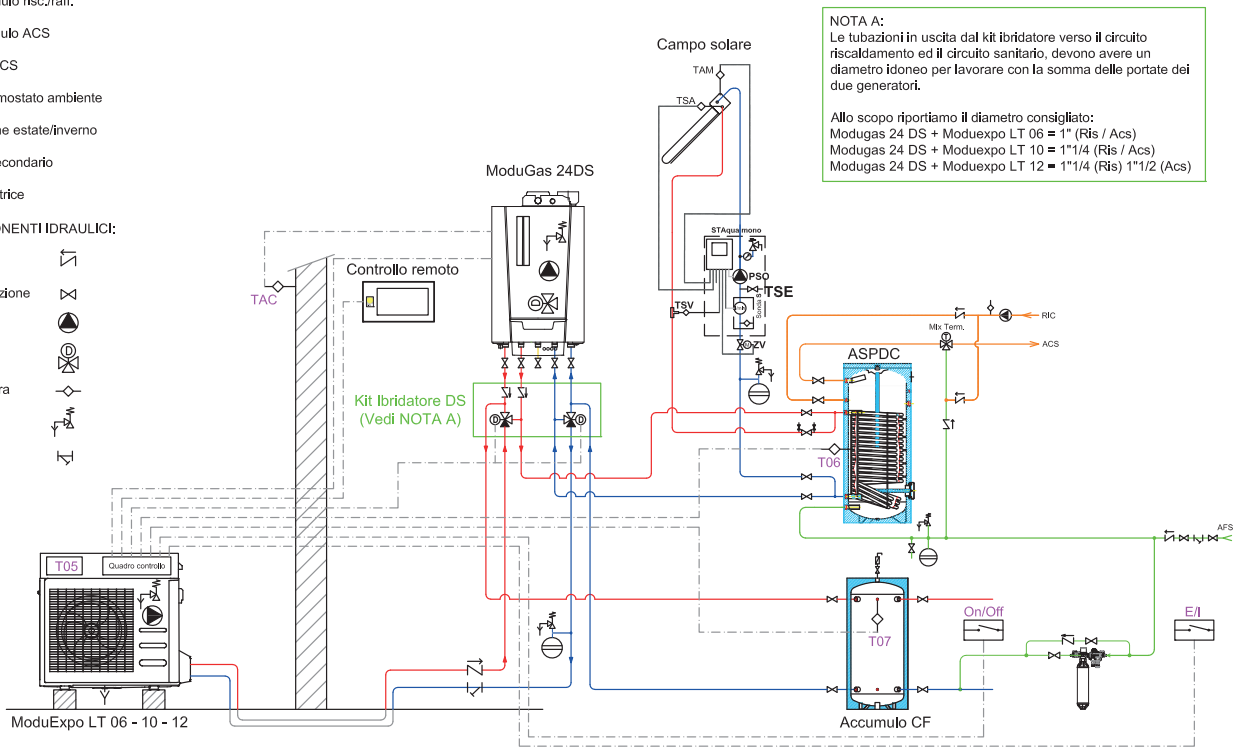 ulo risc./raff.
ulo ACS
CS
mostato ambiente
e estate/inverno
econdario
trice
ONENTI IDRAULICI:
zione
D
ra
NOTA A:
Le tubazioni in uscita dal kit ibridatore verso il circuito
riscaldamento ed il circuito sanitario, devono avere un
diametro idoneo per lavorare con la somma delle portate dei
due generatori.
Allo scopo riportiamo il diametro consigliato:
Modugas 24 DS + Moduexpo LT 06 = 1" (Ris / Acs)
Modugas 24 DS + Moduexpo LT 10 = 1"1/4 (Ris / Acs)
Modugas 24 DS + Moduexpo LT 12 = 1"1/4 (Ris) 1"1/2 (Acs)
Campo solare
TAM
TSA
ModuGas 24DS
D
STAqua mono
PSO
TSE
Sonda S
TSV
M
ZV
Controllo remoto
TAC
RIC
Mix Term.
T
ACS
ASPDC
Kit Ibridatore DS
(Vedi NOTA A)
D
D
T06
AFS
T05
Quadro controllo
On/Off
E/I
T07
ModuExpo LT 06 - 10 - 12
Accumulo CF